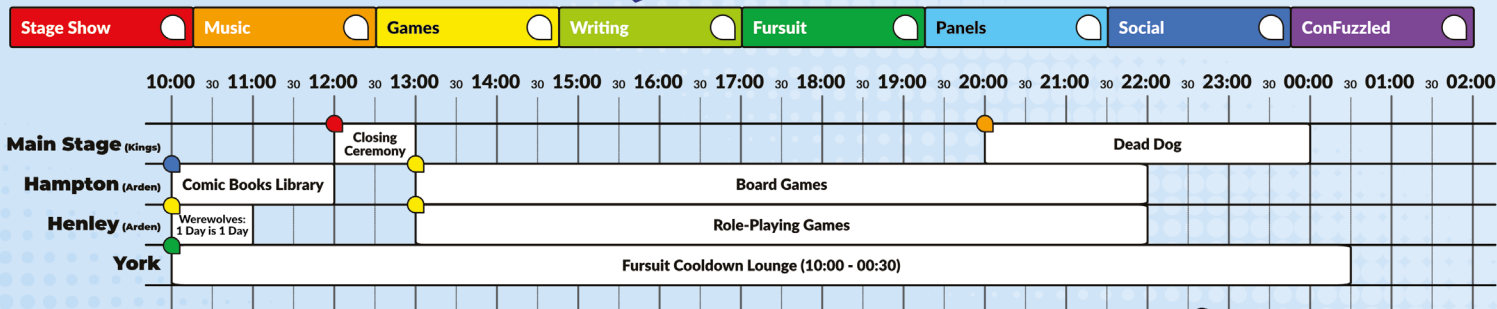 Stage Show Music Games Writing Fursuit Panels Social ConFuzzled
10:00 30 11:00 30 12:00 30 13:00 30 14:00 30 15:00 30 16:00 30 17:00 30 18:00 30 19:00 30 20:00 30 21:00 30 22:00 30 23:00 30 00:00 30 01:00 30 02:00
Main Stage (Kings)
Closing
Ceremony
Dead Dog
Hampton (Arden)
Comic Books Library
Board Games
Henley (Arden)
Werewolves:
1 Day is 1 Day
Role-Playing Games
York
Fursuit Cooldown Lounge (10:00 - 00:30)